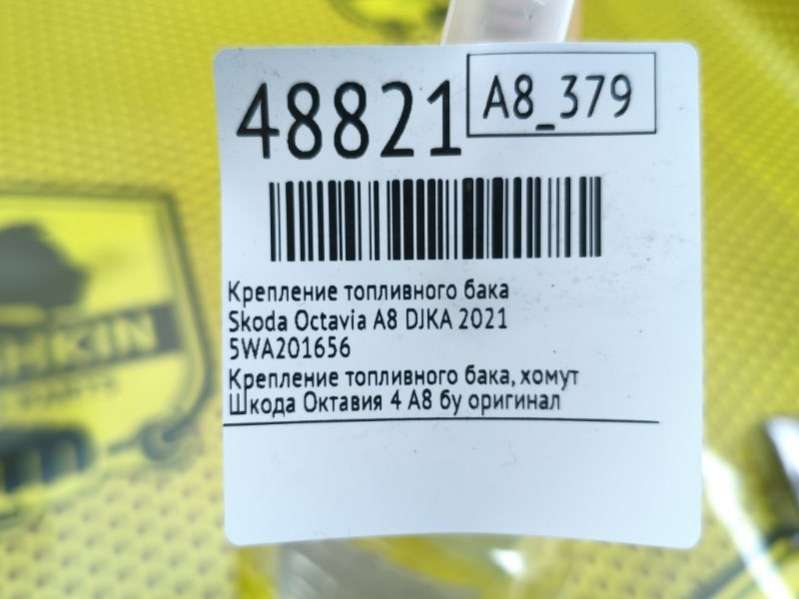 48821
A8_379
Крепление топливного бака
Skoda Octavia A8 DJKA 2021
5WA201656
Крепление топливного бака, хомут
Шкода Октавия 4 А8 бу оригинал